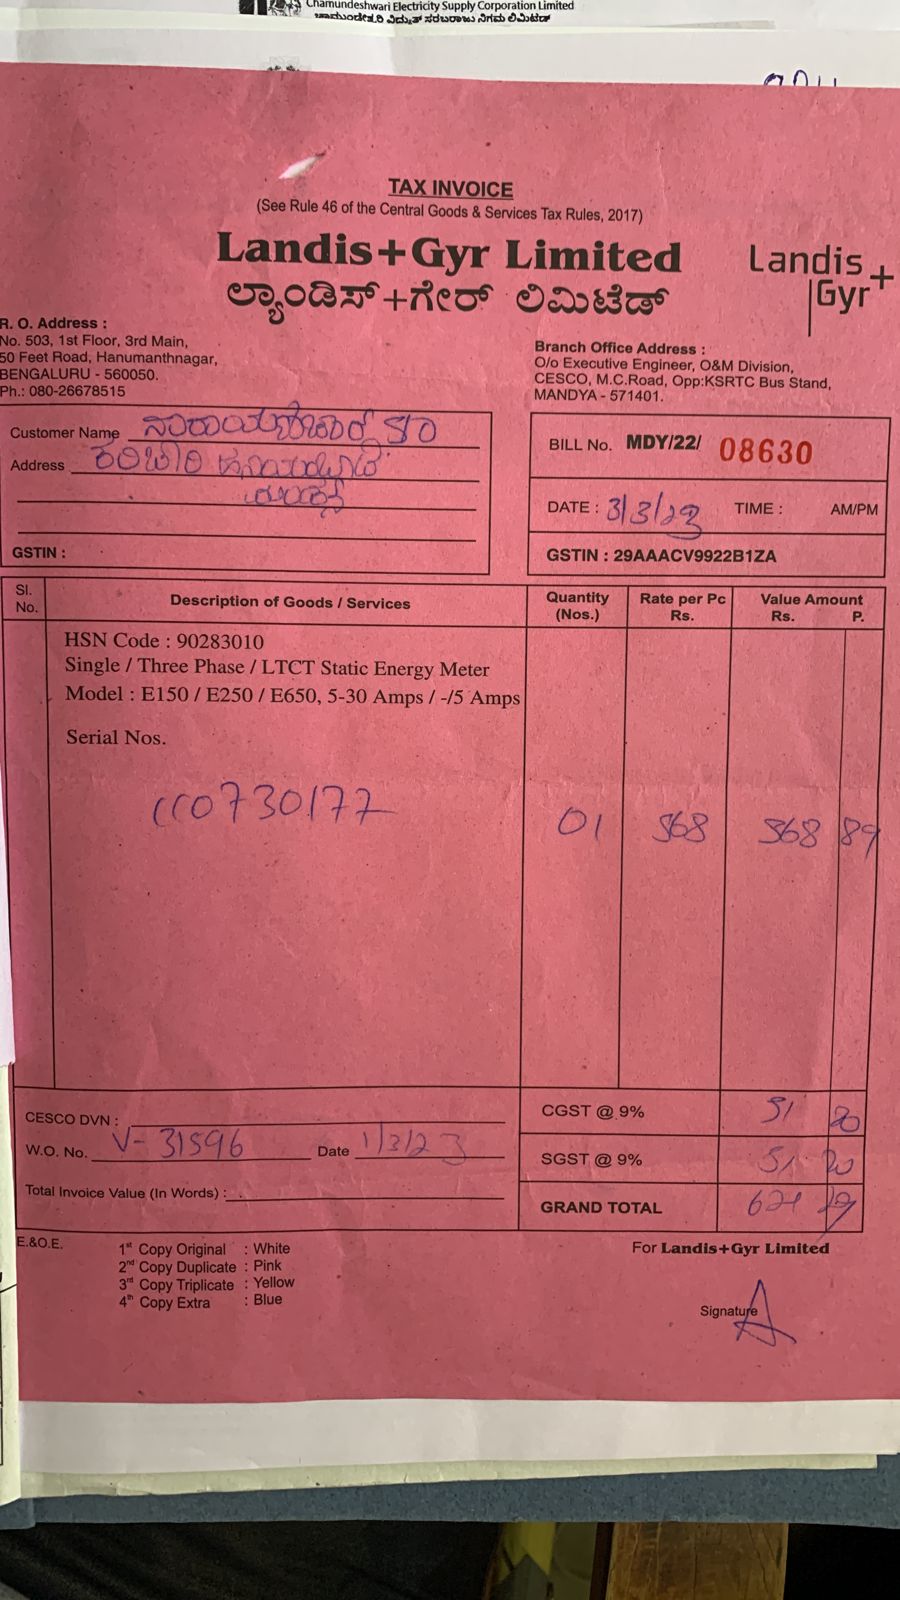 Chamundeshwari Electricity Supply Corporation Limited
ಚಾಮುಂಡೇಶ್ವರಿ ವಿದ್ಯುತ್ ಸರಬರಾಜು ನಿಗಮ ಲಿಮಿಟೆಡ್
TAX INVOICE
(See Rule 46 of the Central Goods & Services Tax Rules, 2017)
Landis+Gyr Limited
ಲ್ಯಾಂಡಿಸ್+ಗೇರ್ ಲಿಮಿಟೆಡ್
Landis
Gyr+
R. O. Address :
No. 503, 1st Floor, 3rd Main,
50 Feet Road, Hanumanthnagar,
BENGALURU - 560050.
Ph.: 080-26678515
Branch Office Address :
O/o Executive Engineer, O&M Division,
CESCO, M.C.Road, Opp:KSRTC Bus Stand,
MANDYA - 571401.
Customer Name S/O
Address
GSTIN :
BILL No. MDY/22/ 08630
DATE : 3/3/23 TIME : AM/PM
GSTIN : 29AAACV9922B1ZA
Sl. No. Description of Goods / Services Quantity (Nos.) Rate per Pc Rs. Value Amount Rs. P.
HSN Code : 90283010
Single / Three Phase / LTCT Static Energy Meter
Model : E150 / E250 / E650, 5-30 Amps / -/5 Amps
Serial Nos.
0730177 01 568 568 89
CESCO DVN :
W.O. No. V- 31596 Date 1/3/23
Total Invoice Value (In Words) :
CGST @ 9% 51 20
SGST @ 9% 51 20
GRAND TOTAL
E.&O.E.
1st Copy Original : White
2nd Copy Duplicate : Pink
3rd Copy Triplicate : Yellow
4th Copy Extra : Blue
For Landis+Gyr Limited
Signature